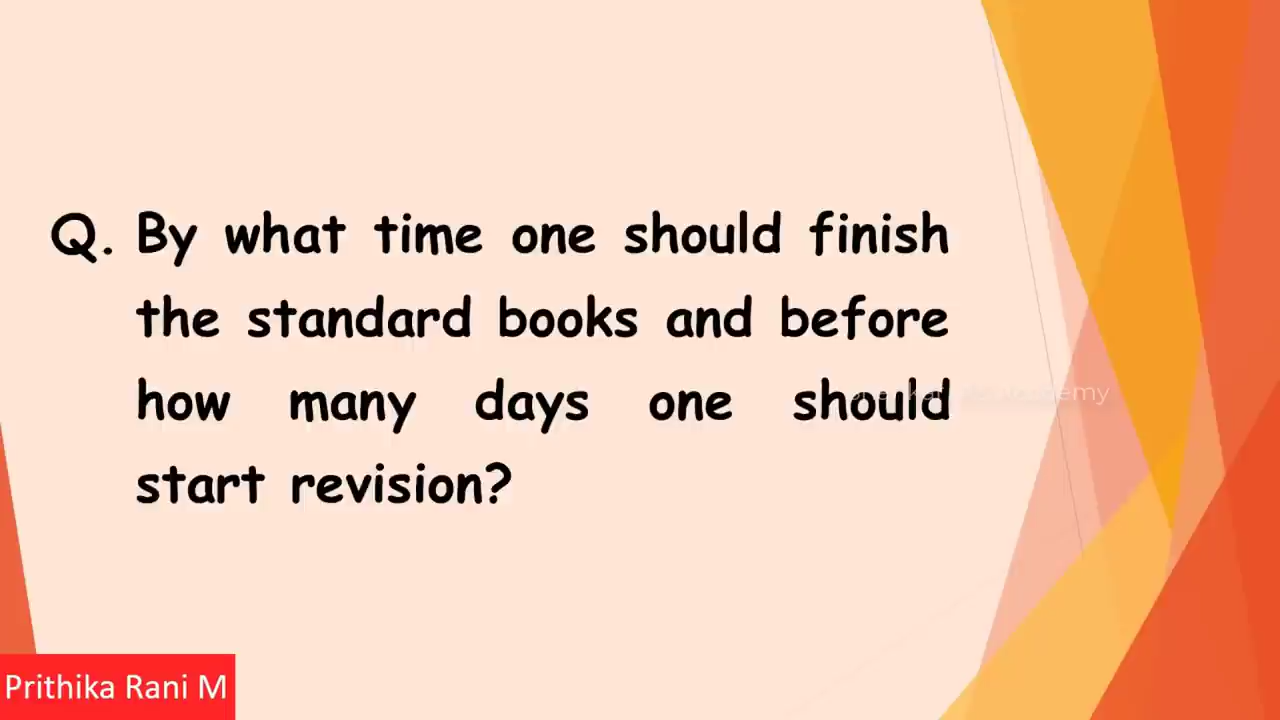 Q. By what time one should finish
the standard books and before
how many days one should
start revision?
Prithika Rani M